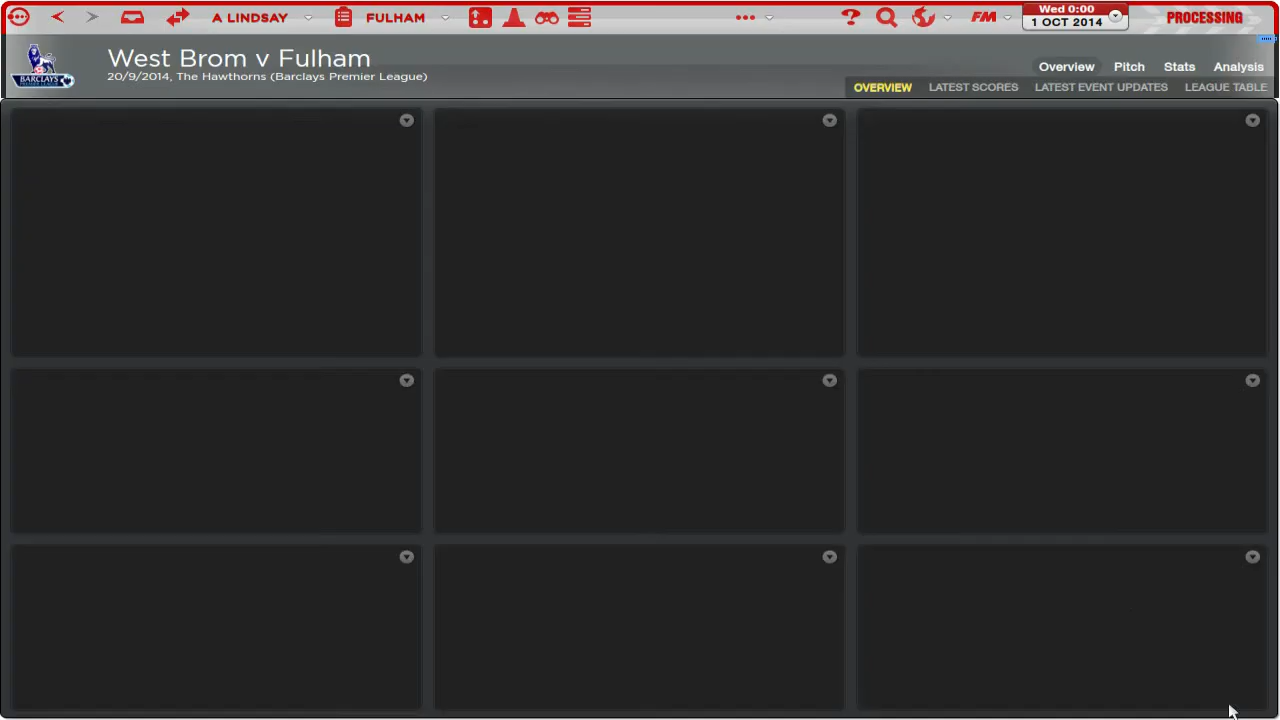 A LINDSAY
FULHAM
?
FM
Wed 0:00
1 OCT 2014
PROCESSING
West Brom v Fulham
20/9/2014, The Hawthorns (Barclays Premier League)
BARCLAYS
Overview Pitch Stats Analysis
OVERVIEW LATEST SCORES LATEST EVENT UPDATES LEAGUE TABLE